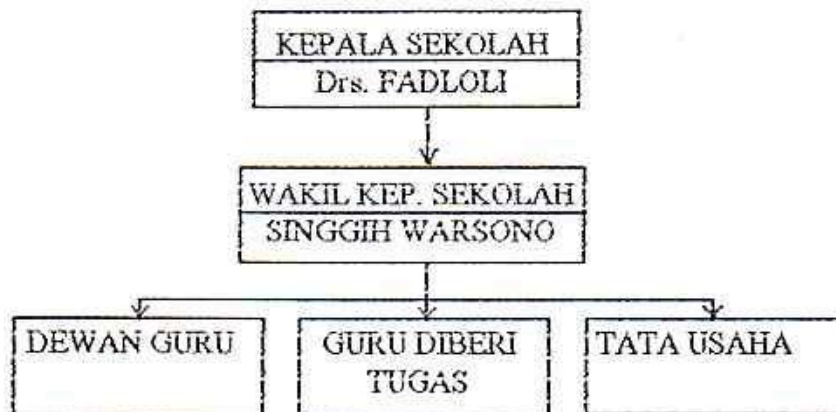 KEPALA SEKOLAH
Drs. FADLOLI
WAKIL KEP. SEKOLAH
SINGGIH WARSONO
DEWAN GURU
GURU DIBERI
TUGAS
TATA USAHA